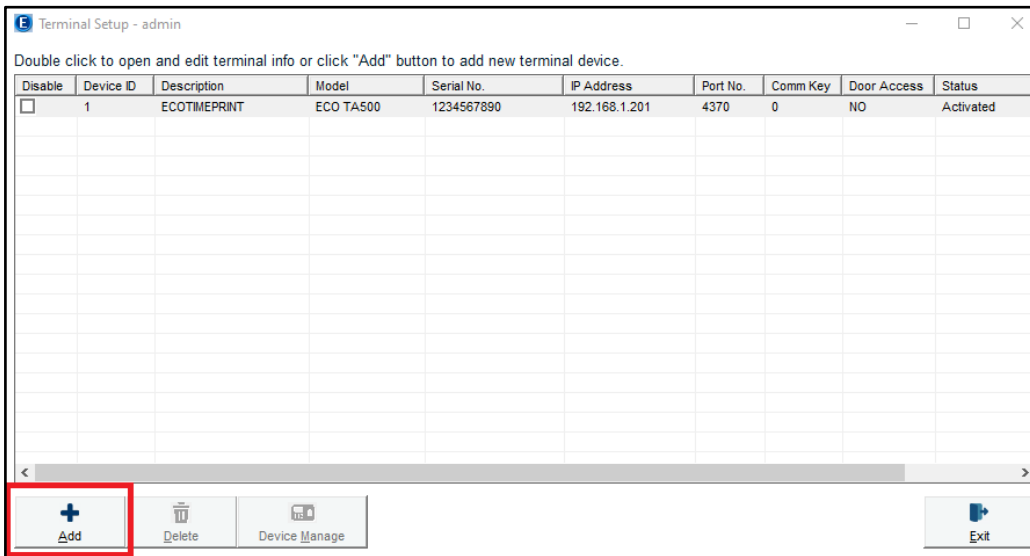 Terminal Setup - admin
Double click to open and edit terminal info or click "Add" button to add new terminal device.
Disable Device ID Description Model Serial No. IP Address Port No. Comm Key Door Access Status
1 ECOTIMEPRINT ECO TA500 1234567890 192.168.1.201 4370 0 NO Activated
Add Delete Device Manage Exit